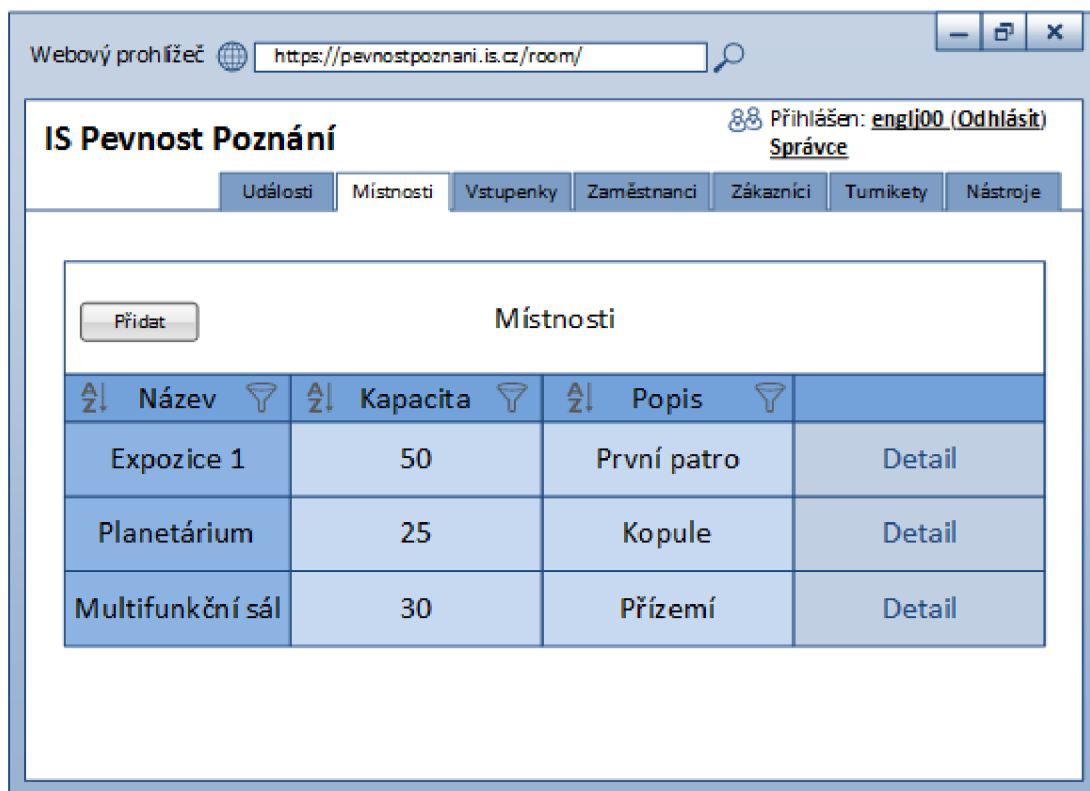 Webový prohlížeč https://pevnostpoznani.is.cz/room/
IS Pevnost Poznání
Přihlášen: englj00 (Odhlásit)
Správce
Události Místnosti Vstupenky Zaměstnanci Zákazníci Turnikety Nástroje
Přidat Místnosti
Název Kapacita Popis
Expozice 1 50 První patro Detail
Planetárium 25 Kopule Detail
Multifunkční sál 30 Přízemí Detail